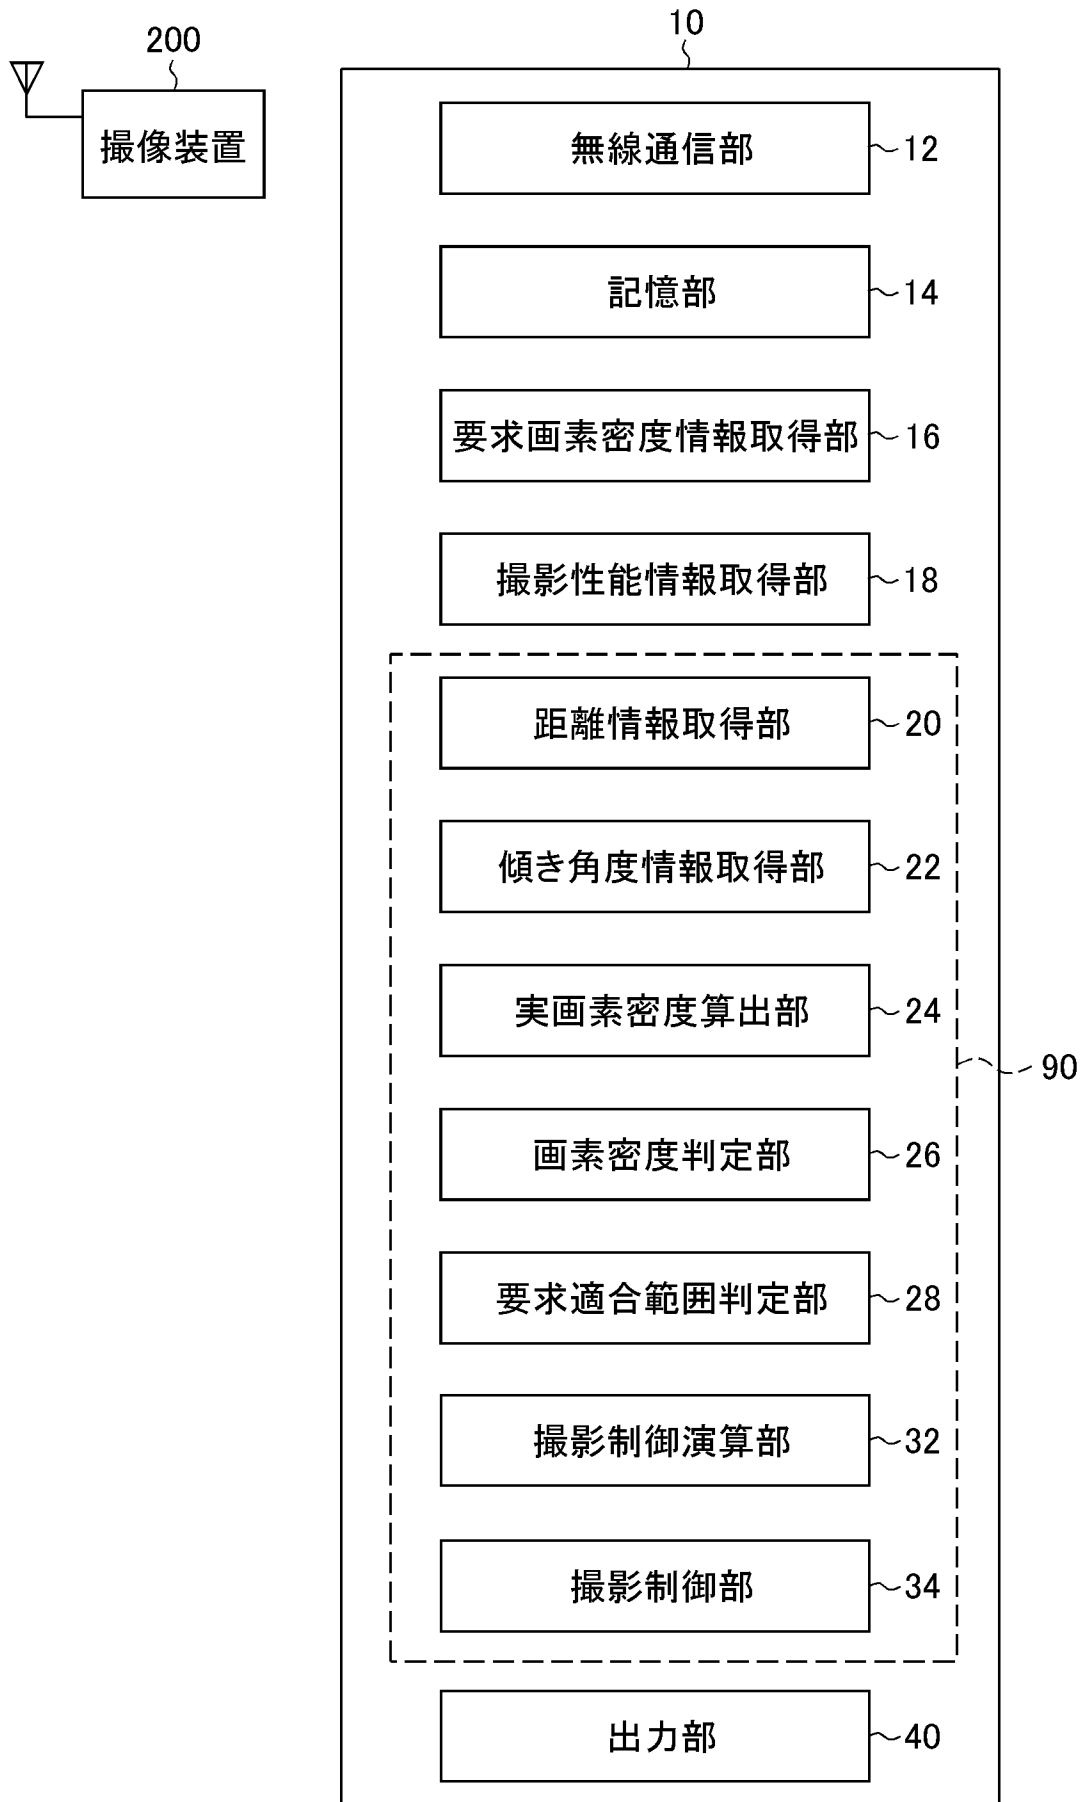 200
撮像装置
10
無線通信部 12
記憶部 14
要求画素密度情報取得部 16
撮影性能情報取得部 18
距離情報取得部 20
傾き角度情報取得部 22
実画素密度算出部 24
90
画素密度判定部 26
要求適合範囲判定部 28
撮影制御演算部 32
撮影制御部 34
出力部 40